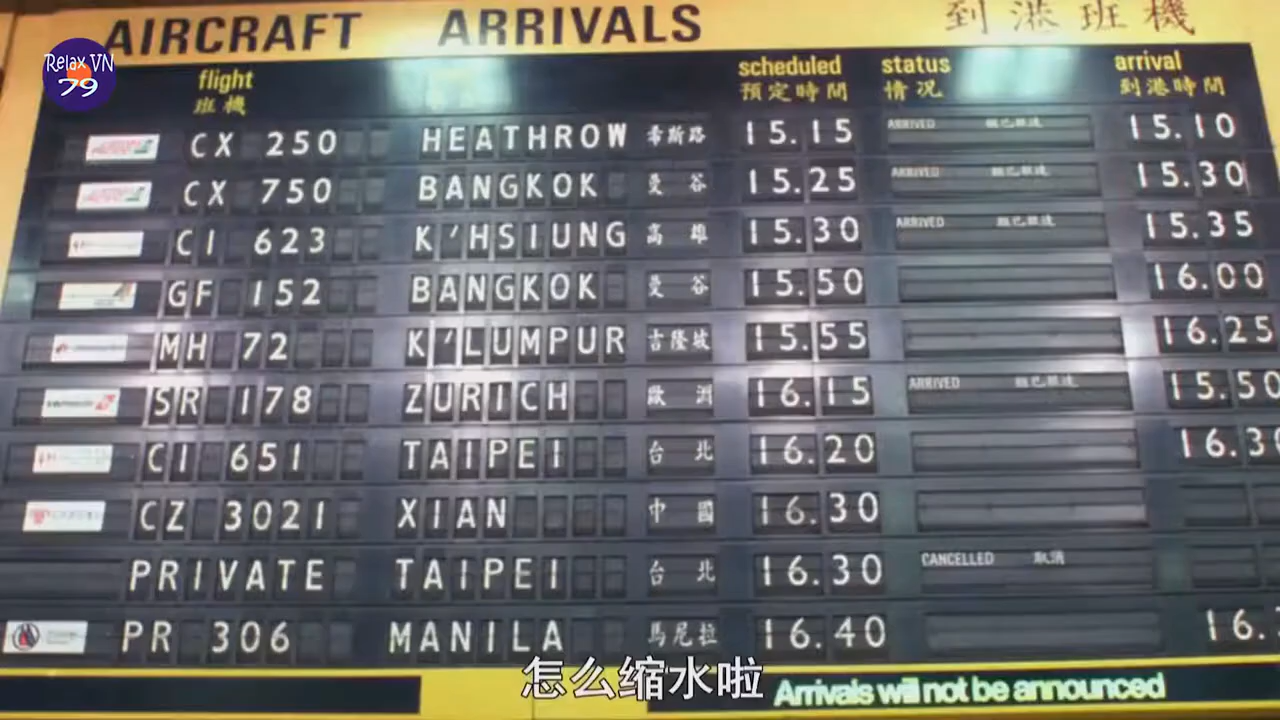 AIRCRAFT ARRIVALS 到港班機
Relax VN
79
flight scheduled status arrival
班機 預定時間 情况 到港時間
CX 250 HEATHROW 希斯路 15.15 ARRIVED 15.10
CX 750 BANGKOK 曼谷 15.25 ARRIVED 15.30
CI 623 K'HSIUNG 高雄 15.30 ARRIVED 15.35
GF 152 BANGKOK 曼谷 15.50 16.00
MH 72 K'LUMPUR 吉隆坡 15.55 16.25
SR 178 ZURICH 歐洲 16.15 ARRIVED 15.50
CI 651 TAIPEI 台北 16.20 16.30
CZ 3021 XIAN 中國 16.30
PRIVATE TAIPEI 台北 16.30 CANCELLED 取消
PR 306 MANILA 馬尼拉 16.40 16.
怎么缩水啦
Arrivals will not be announced